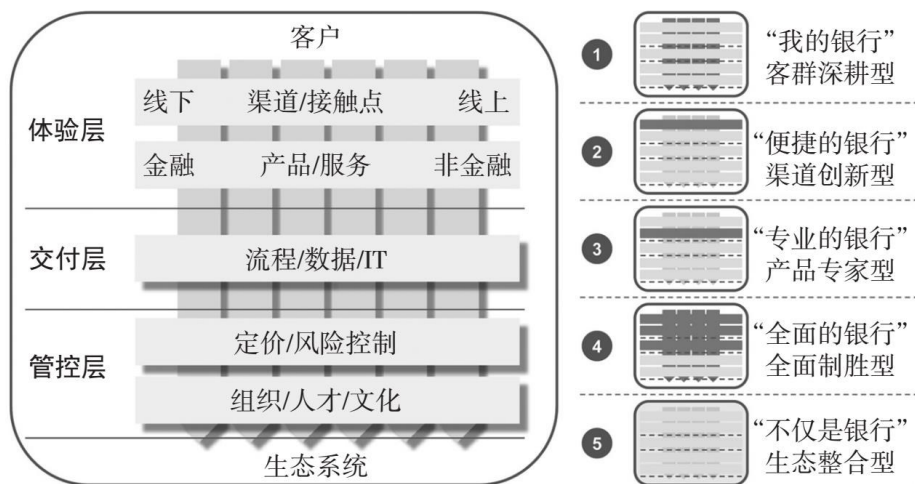 客户
线下 渠道/接触点 线上
体验层
金融 产品/服务 非金融
交付层
流程/数据/IT
定价/风险控制
管控层
组织/人才/文化
生态系统
1
“我的银行”
客群深耕型
2
“便捷的银行”
渠道创新型
3
“专业的银行”
产品专家型
4
“全面的银行”
全面制胜型
5
“不仅是银行”
生态整合型